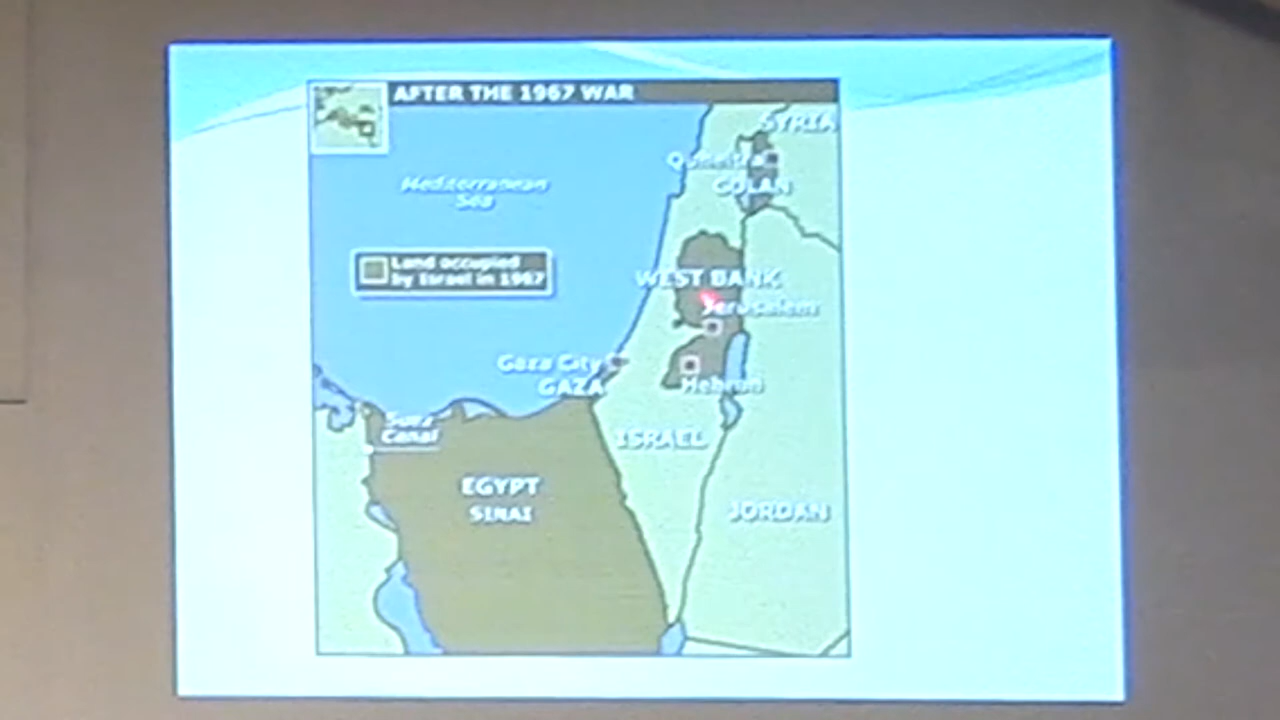 AFTER THE 1967 WAR
SYRIA
Quneitra
GOLAN
Mediterranean
Sea
Land occupied
by Israel in 1967
WEST BANK
Jerusalem
Gaza City
GAZA
Hebron
Suez
Canal
ISRAEL
EGYPT
SINAI
JORDAN